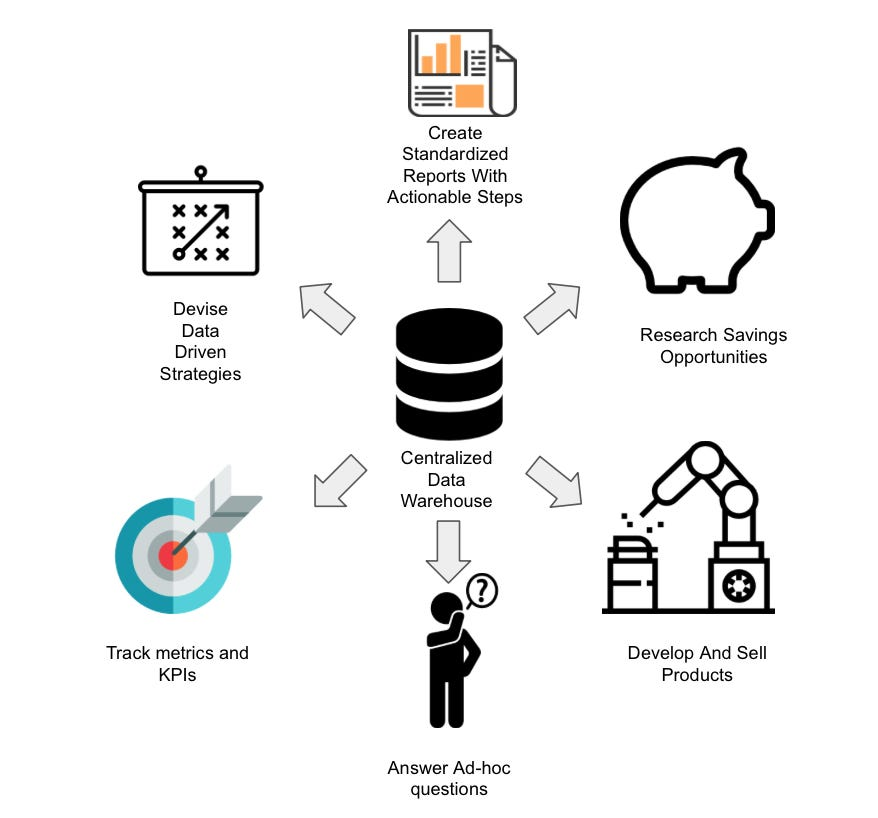 Create
Standardized
Reports With
Actionable Steps
Devise
Data
Driven
Strategies
Research Savings
Opportunities
Centralized
Data
Warehouse
?
Track metrics and
KPIs
Develop And Sell
Products
Answer Ad-hoc
questions